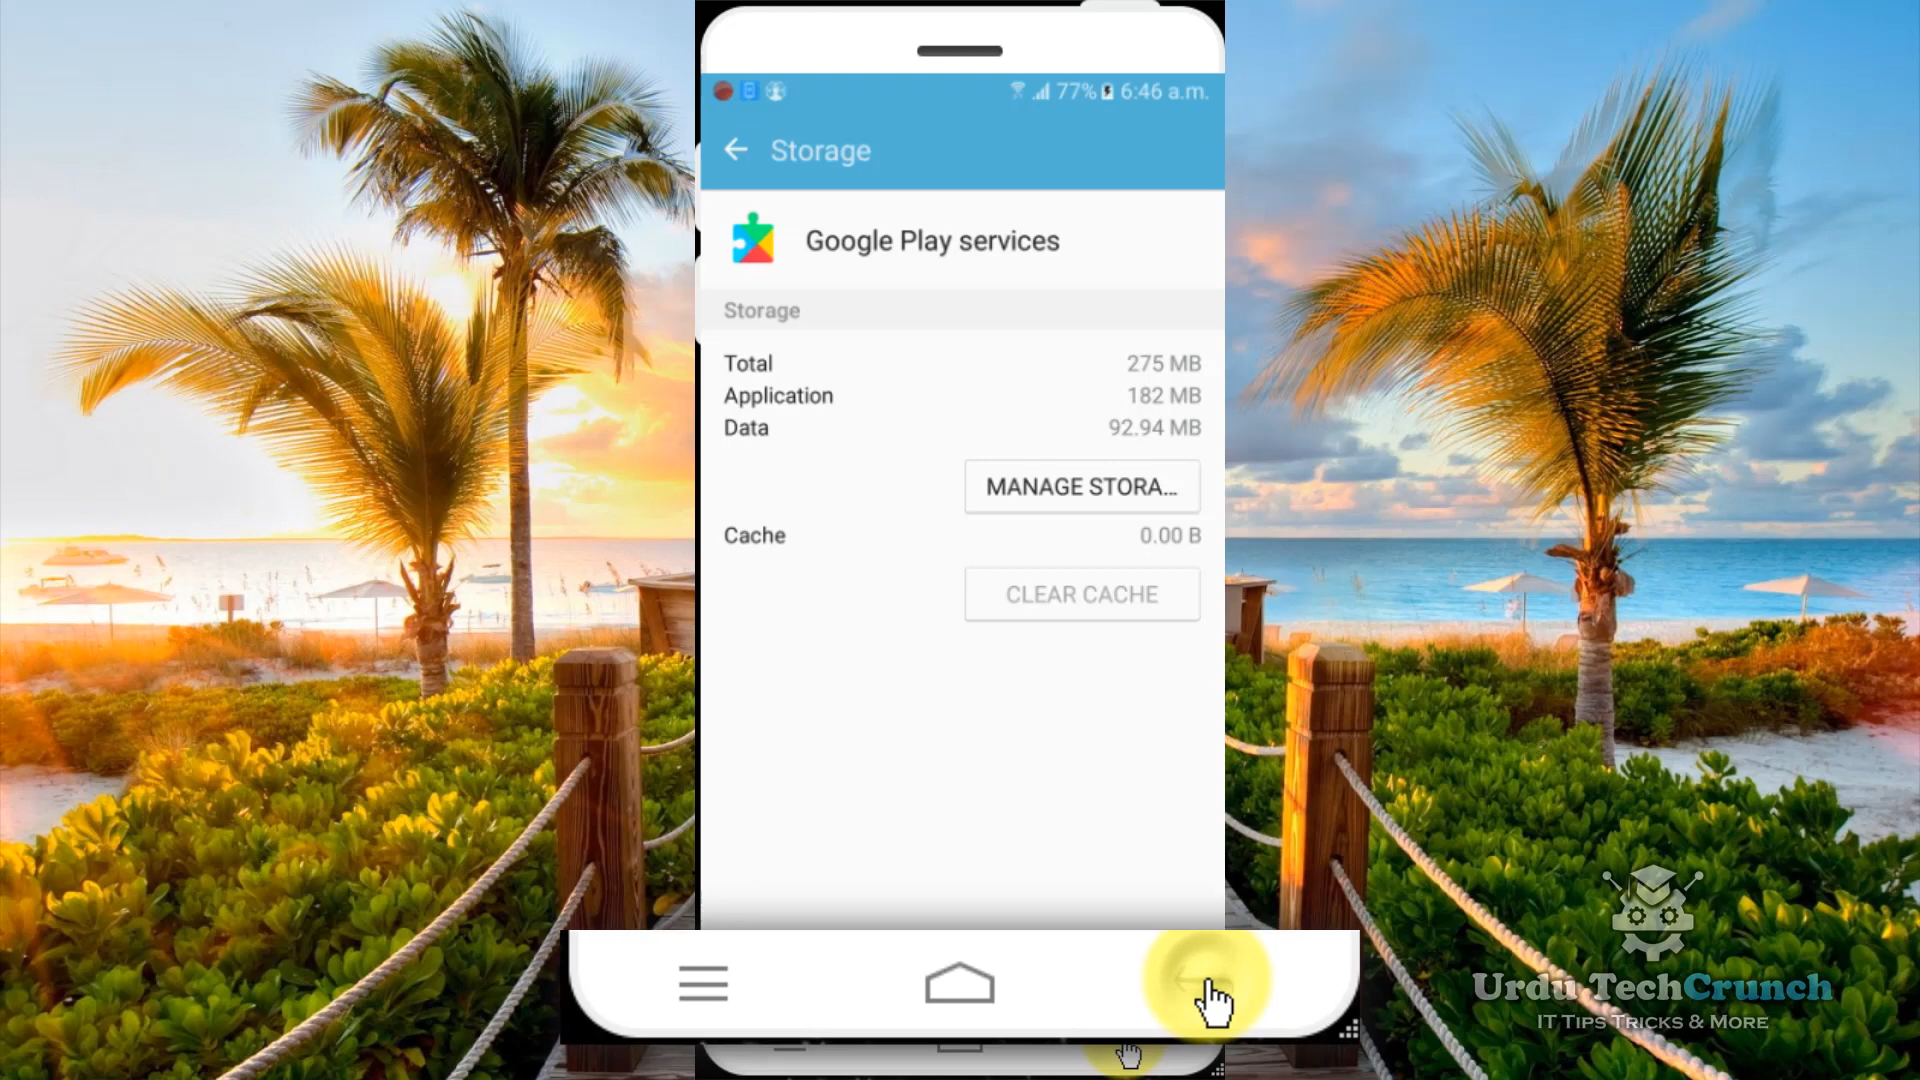 77% 6:46 a.m.
Storage
Google Play services
Storage
Total 275 MB
Application 182 MB
Data 92.94 MB
MANAGE STORA...
Cache 0.00 B
CLEAR CACHE
Urdu TechCrunch
IT TIPS TRICKS & MORE